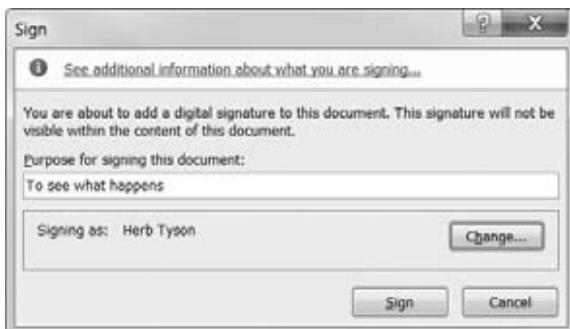 Sign
See additional information about what you are signing...
You are about to add a digital signature to this document. This signature will not be
visible within the content of this document.
Purpose for signing this document:
To see what happens
Signing as: Herb Tyson
Change...
Sign Cancel